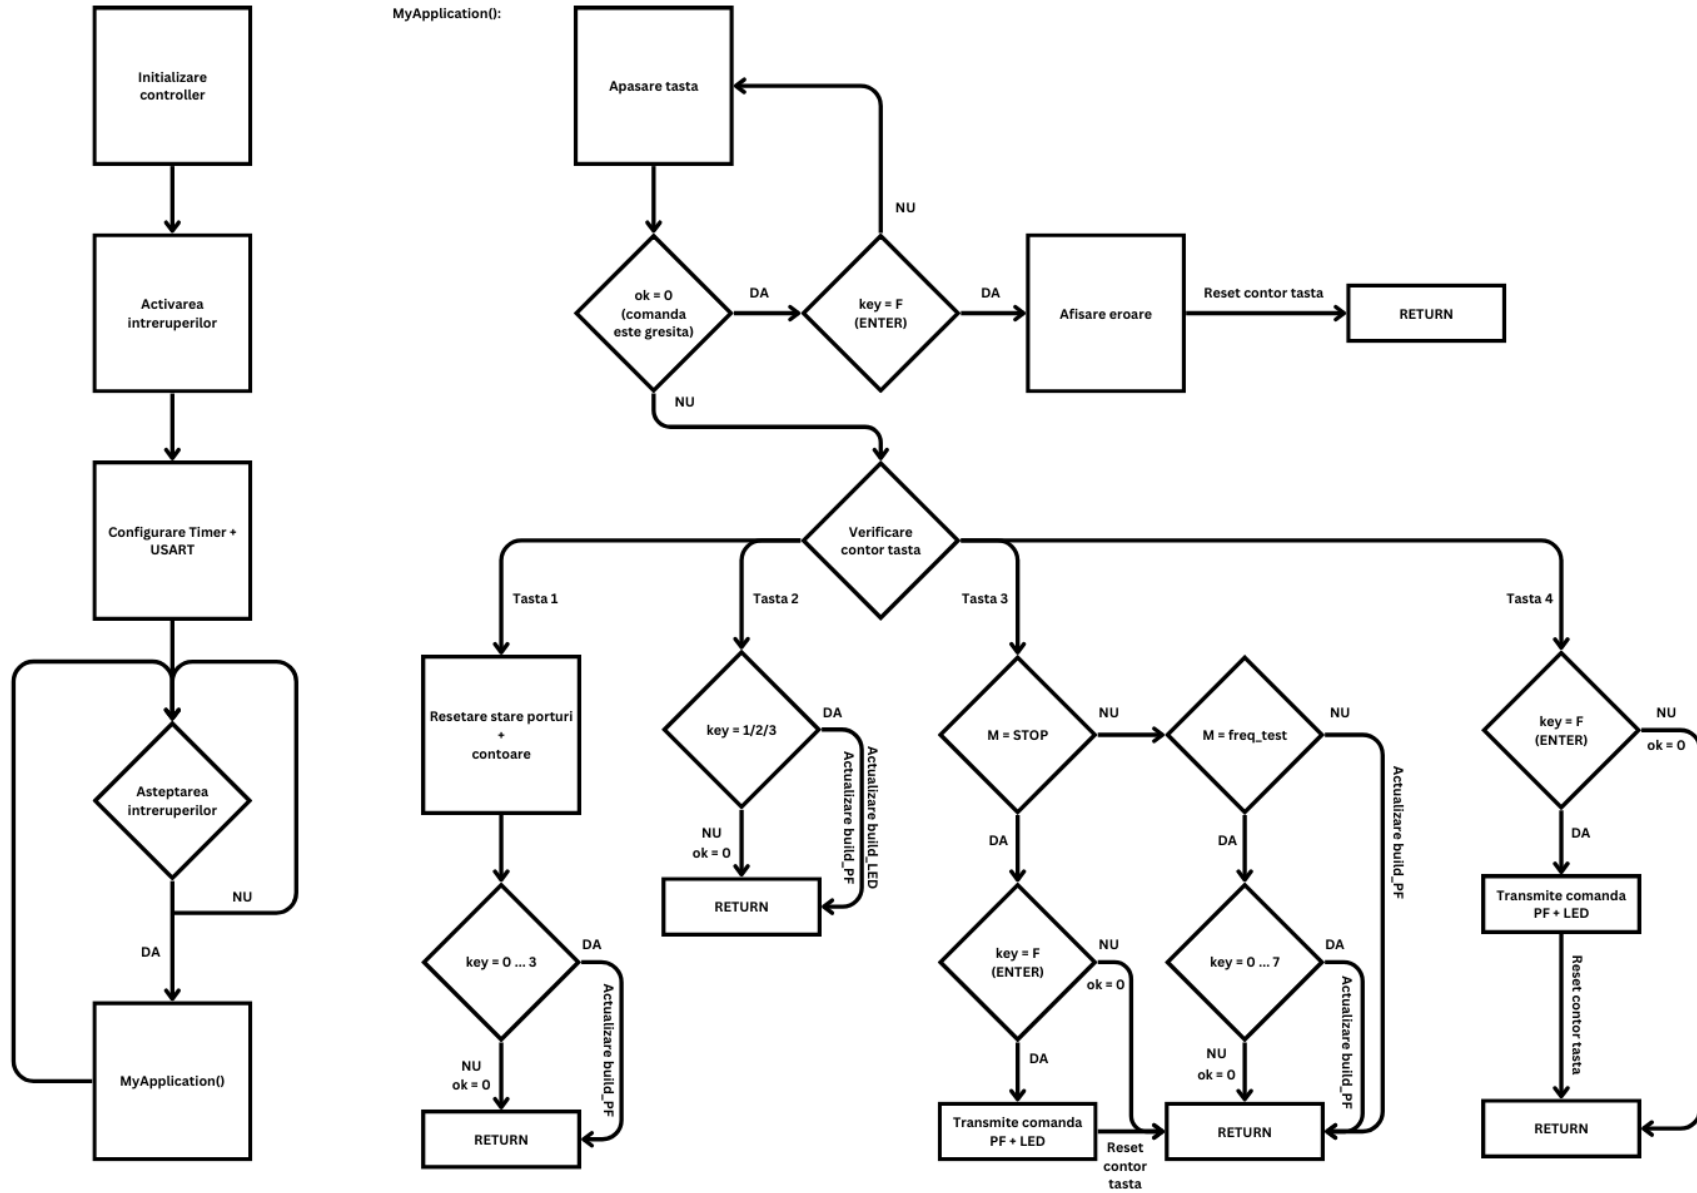 Initializare
controller
Activarea
intreruperilor
Configurare Timer +
USART
Asteptarea
intreruperilor
NU
DA
MyApplication()
MyApplication():
Apasare tasta
NU
ok = 0
(comanda
este gresita)
DA
key = F
(ENTER)
DA
Afisare eroare
Reset contor tasta
RETURN
NU
Verificare
contor tasta
Tasta 1
Resetare stare porturi
+
contoare
key = 0 ... 3
DA
Actualizare build_PF
NU
ok = 0
RETURN
Tasta 2
key = 1/2/3
DA
Actualizare build_LED
Actualizare build_PF
NU
ok = 0
RETURN
Tasta 3
M = STOP
NU
M = freq_test
NU
Actualizare build_PF
DA
DA
key = F
(ENTER)
NU
ok = 0
key = 0 ... 7
DA
Actualizare build_PF
DA
NU
ok = 0
Transmite comanda
PF + LED
Reset
contor
tasta
RETURN
Tasta 4
key = F
(ENTER)
NU
ok = 0
DA
Transmite comanda
PF + LED
Reset contor tasta
RETURN